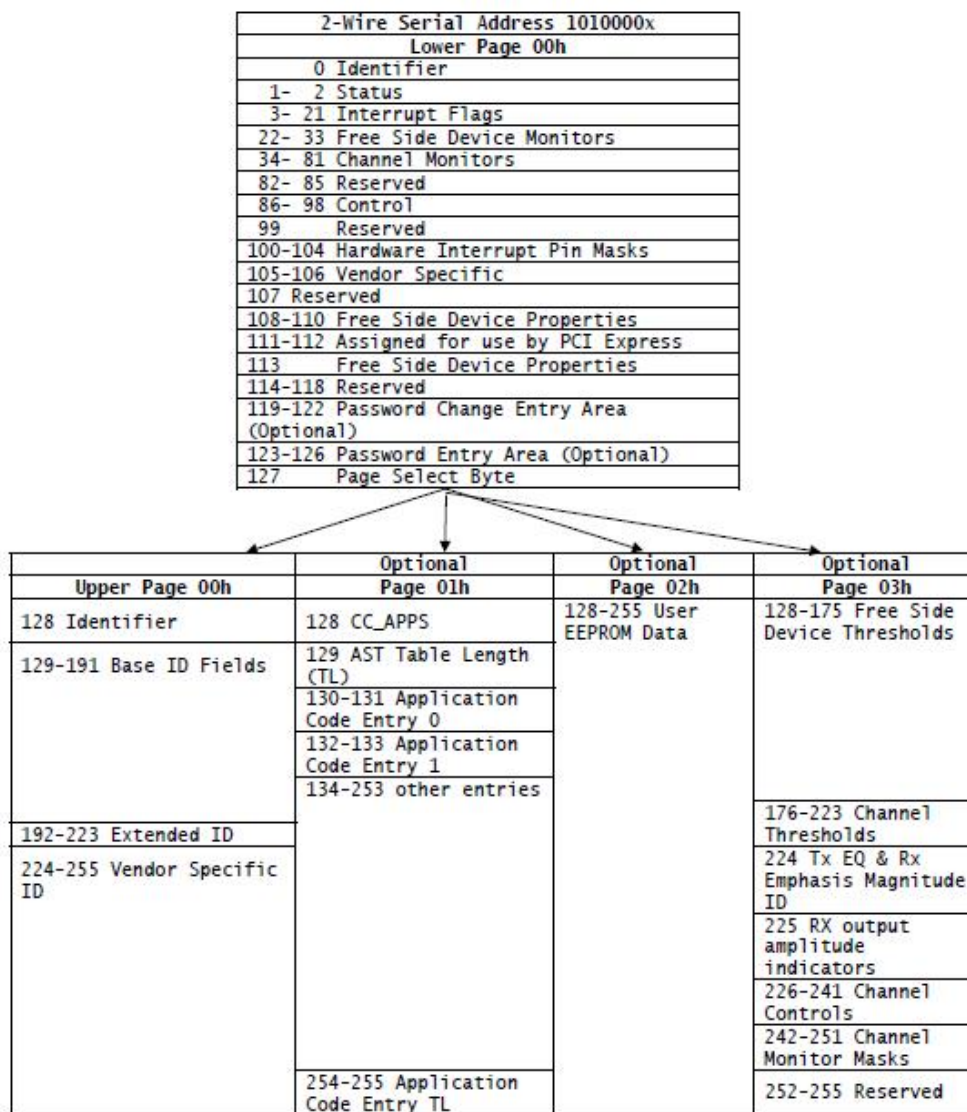 2-Wire Serial Address 1010000x
Lower Page 00h
0 Identifier
1- 2 Status
3- 21 Interrupt Flags
22- 33 Free Side Device Monitors
34- 81 Channel Monitors
82- 85 Reserved
86- 98 Control
99 Reserved
100-104 Hardware Interrupt Pin Masks
105-106 Vendor Specific
107 Reserved
108-110 Free Side Device Properties
111-112 Assigned for use by PCI Express
113 Free Side Device Properties
114-118 Reserved
119-122 Password Change Entry Area
(Optional)
123-126 Password Entry Area (Optional)
127 Page Select Byte
Upper Page 00h
128 Identifier
129-191 Base ID Fields
192-223 Extended ID
224-255 Vendor Specific
ID
Optional
Page 01h
128 CC_APPS
129 AST Table Length
(TL)
130-131 Application
Code Entry 0
132-133 Application
Code Entry 1
134-253 other entries
254-255 Application
Code Entry TL
Optional
Page 02h
128-255 User
EEPROM Data
Optional
Page 03h
128-175 Free Side
Device Thresholds
176-223 Channel
Thresholds
224 Tx EQ & Rx
Emphasis Magnitude
ID
225 RX output
amplitude
indicators
226-241 Channel
Controls
242-251 Channel
Monitor Masks
252-255 Reserved